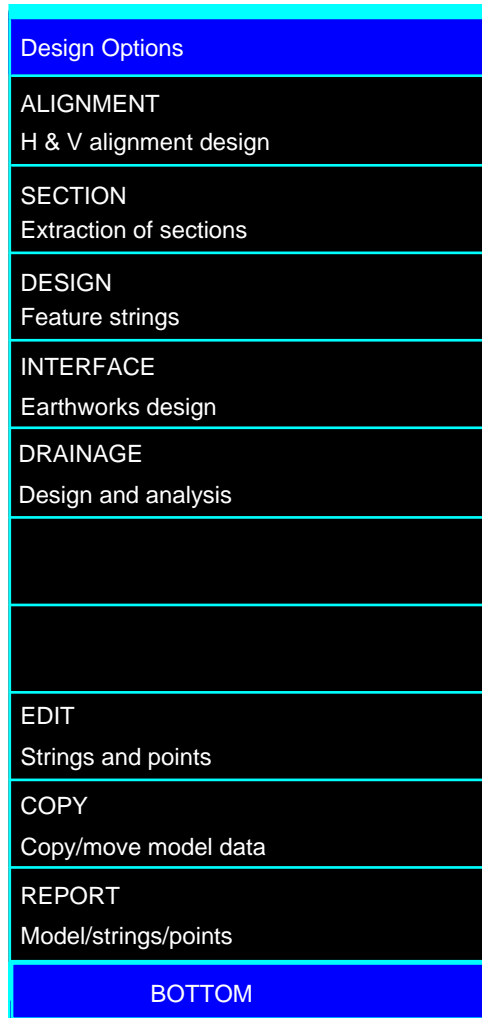 Design Options
ALIGNMENT
H & V alignment design
SECTION
Extraction of sections
DESIGN
Feature strings
INTERFACE
Earthworks design
DRAINAGE
Design and analysis
EDIT
Strings and points
COPY
Copy/move model data
REPORT
Model/strings/points
BOTTOM